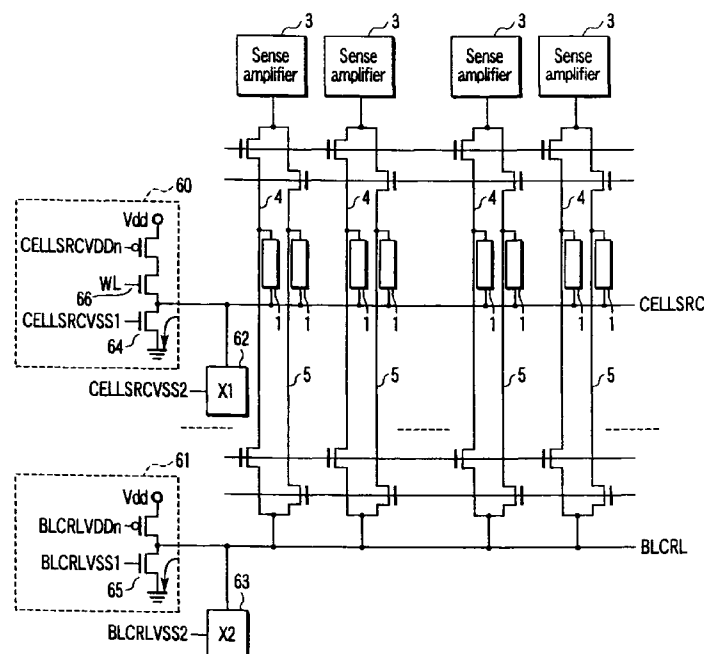 3 3 3 3
Sense amplifier
Sense amplifier
Sense amplifier
Sense amplifier
60
4 4 4 4
Vdd
CELLSRCVDDn
WL
66
CELLSRC
CELLSRCVSS1
1 1 1 1 1 1 1 1
64
62
CELLSRCVSS2
X1
5 5 5 5
61
Vdd
BLCRLVDDn
BLCRL
BLCRLVSS1
65
63
BLCRLVSS2
X2